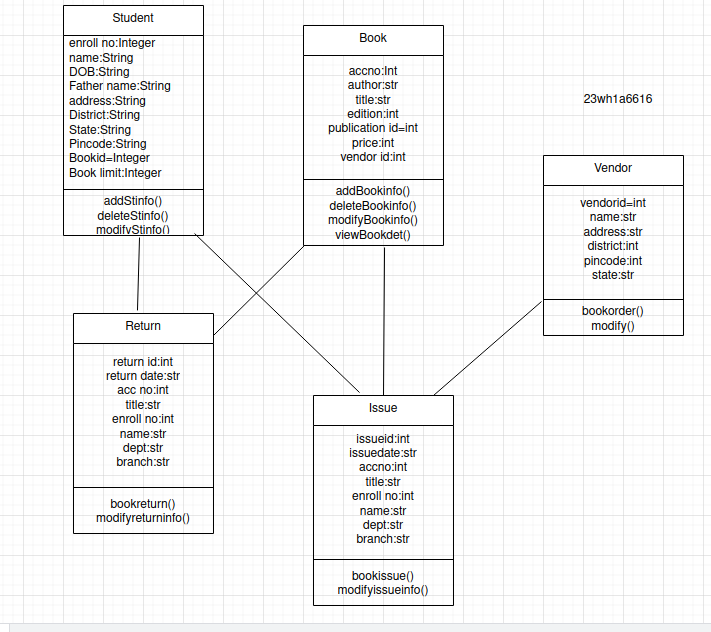 Student
enroll no:Integer
name:String
DOB:String
Father name:String
address:String
District:String
State:String
Pincode:String
Bookid=Integer
Book limit:Integer
addStinfo()
deleteStinfo()
modifyStinfo()
Book
accno:Int
author:str
title:str
edition:int
publication id=int
price:int
vendor id:int
addBookinfo()
deleteBookinfo()
modifyBookinfo()
viewBookdet()
23wh1a6616
Vendor
vendorid=int
name:str
address:str
district:int
pincode:int
state:str
bookorder()
modify()
Return
return id:int
return date:str
acc no:int
title:str
enroll no:int
name:str
dept:str
branch:str
bookreturn()
modifyreturninfo()
Issue
issueid:int
issuedate:str
accno:int
title:str
enroll no:int
name:str
dept:str
branch:str
bookissue()
modifyissueinfo()